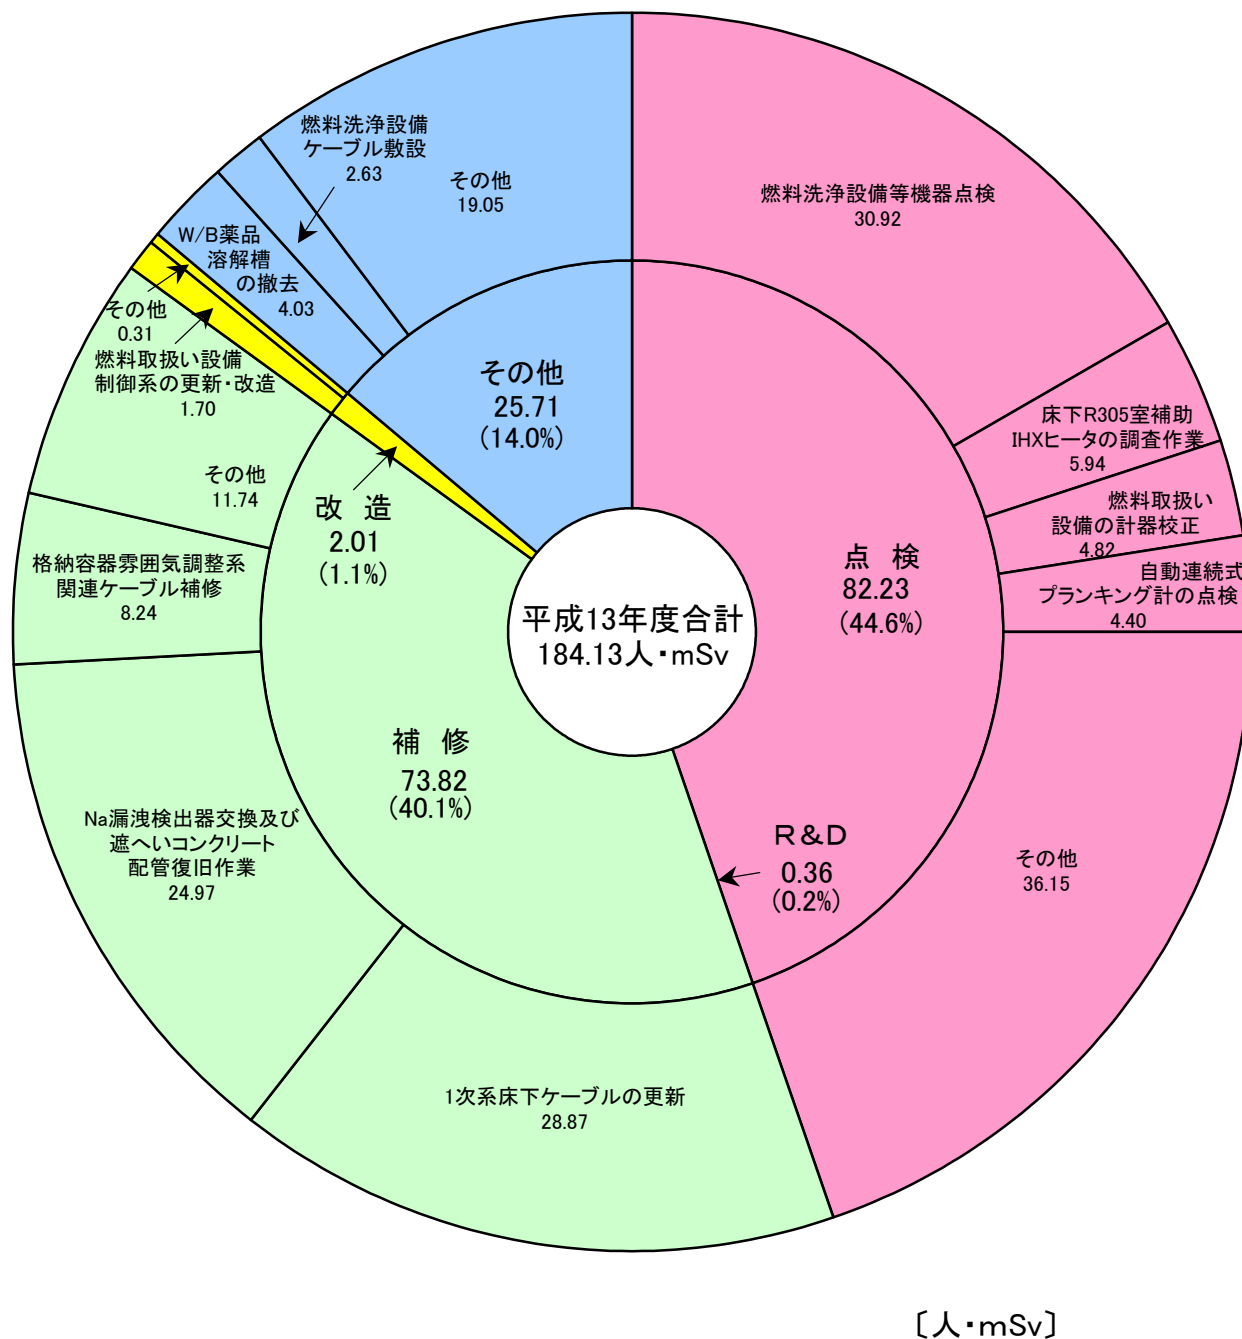 燃料洗浄設備
ケーブル敷設
2.63
その他
19.05
燃料洗浄設備等機器点検
30.92
W/B薬品
溶解槽
の撤去
4.03
その他
0.31
燃料取扱い設備
制御系の更新・改造
1.70
その他
25.71
(14.0%)
床下R305室補助
IHXヒータの調査作業
5.94
燃料取扱い
設備の計器校正
4.82
自動連続式
プランキング計の点検
4.40
その他
11.74
改 造
2.01
(1.1%)
点 検
82.23
(44.6%)
格納容器雰囲気調整系
関連ケーブル補修
8.24
平成13年度合計
184.13人・mSv
補 修
73.82
(40.1%)
Na漏洩検出器交換及び
遮へいコンクリート
配管復旧作業
24.97
R&D
0.36
(0.2%)
その他
36.15
1次系床下ケーブルの更新
28.87
〔人・mSv〕